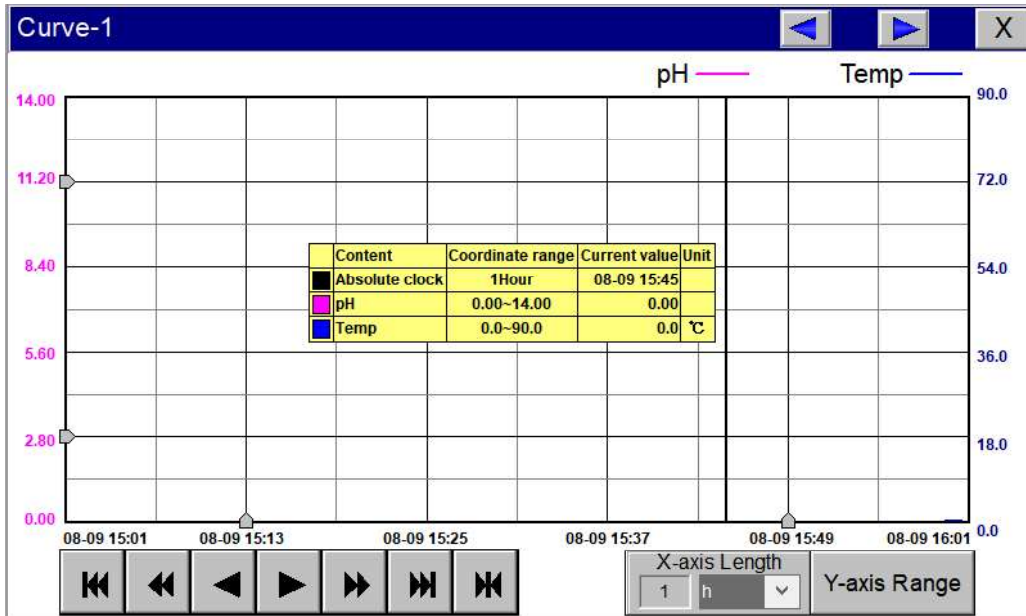 Curve-1 X
pH Temp
14.00 90.0
11.20 72.0
8.40 54.0
Content Coordinate range Current value Unit
Absolute clock 1Hour 08-09 15:45
pH 0.00~14.00 0.00
Temp 0.0~90.0 0.0 ℃
5.60 36.0
2.80 18.0
0.00 0.0
08-09 15:01 08-09 15:13 08-09 15:25 08-09 15:37 08-09 15:49 08-09 16:01
X-axis Length
1 h
Y-axis Range